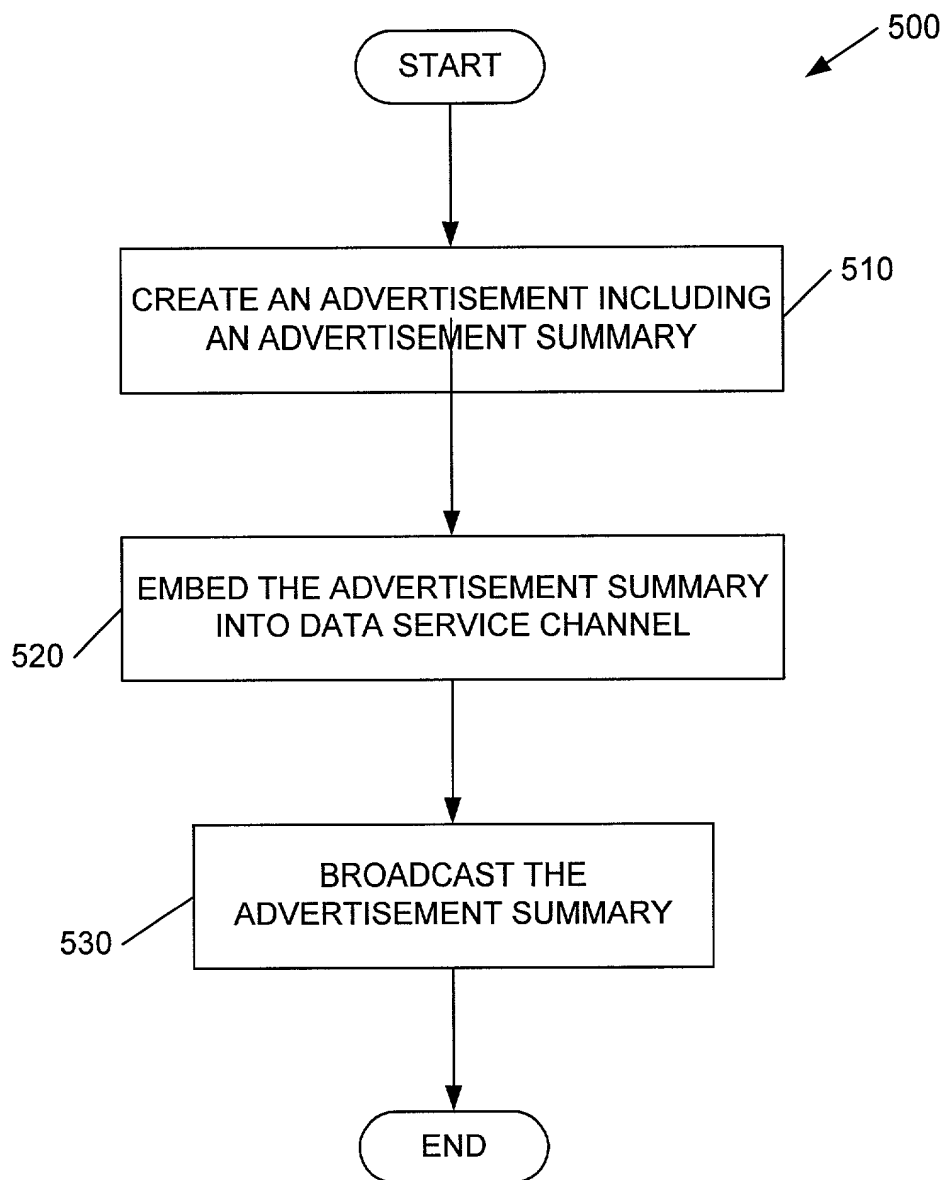 500
START
510
CREATE AN ADVERTISEMENT INCLUDING
AN ADVERTISEMENT SUMMARY
EMBED THE ADVERTISEMENT SUMMARY
INTO DATA SERVICE CHANNEL
520
BROADCAST THE
ADVERTISEMENT SUMMARY
530
END